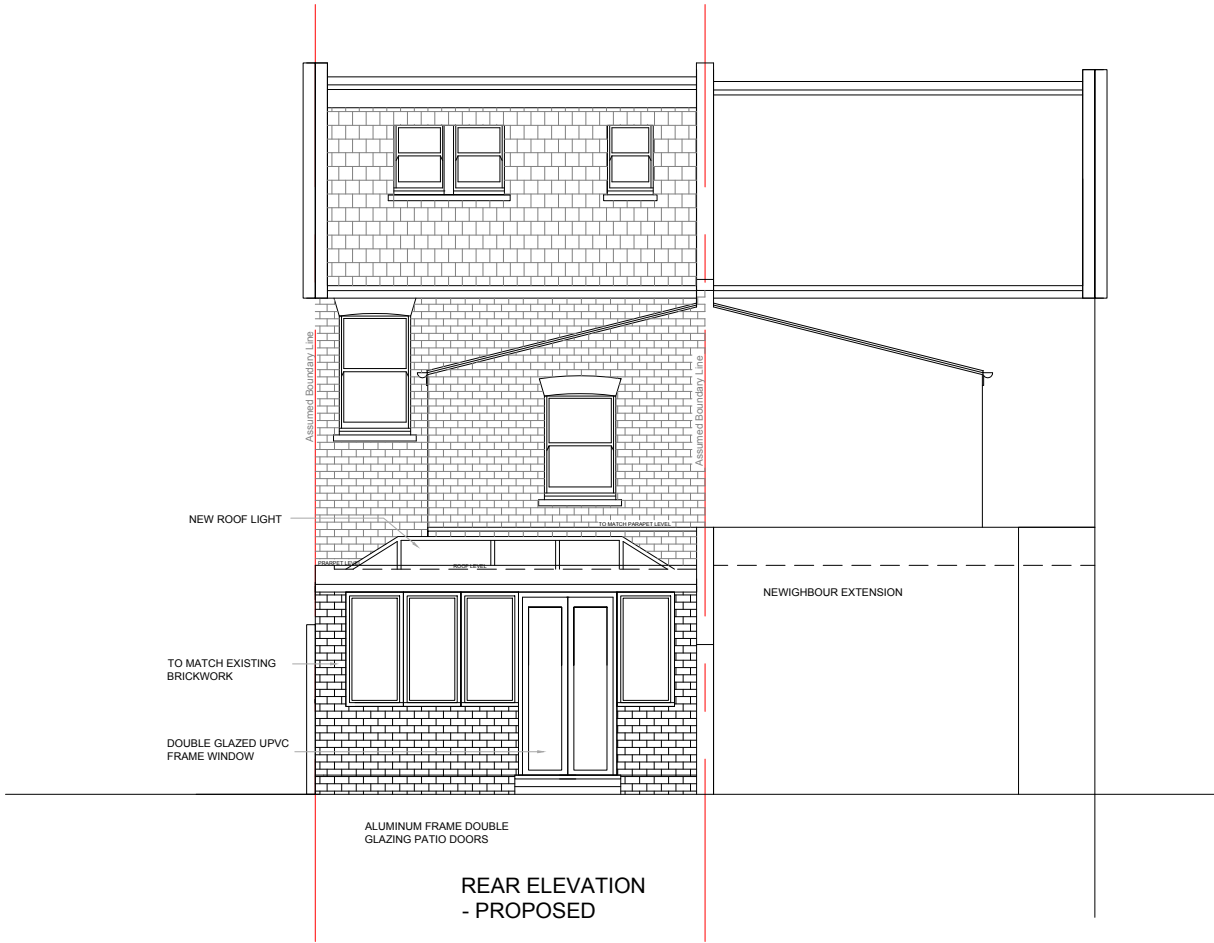 Assumed Boundary Line
Assumed Boundary Line
NEW ROOF LIGHT
TO MATCH PARAPET LEVEL
PRARPET LEVEL
ROOF LEVEL
NEWIGHBOUR EXTENSION
TO MATCH EXISTING
BRICKWORK
DOUBLE GLAZED UPVC
FRAME WINDOW
ALUMINUM FRAME DOUBLE
GLAZING PATIO DOORS
REAR ELEVATION
- PROPOSED